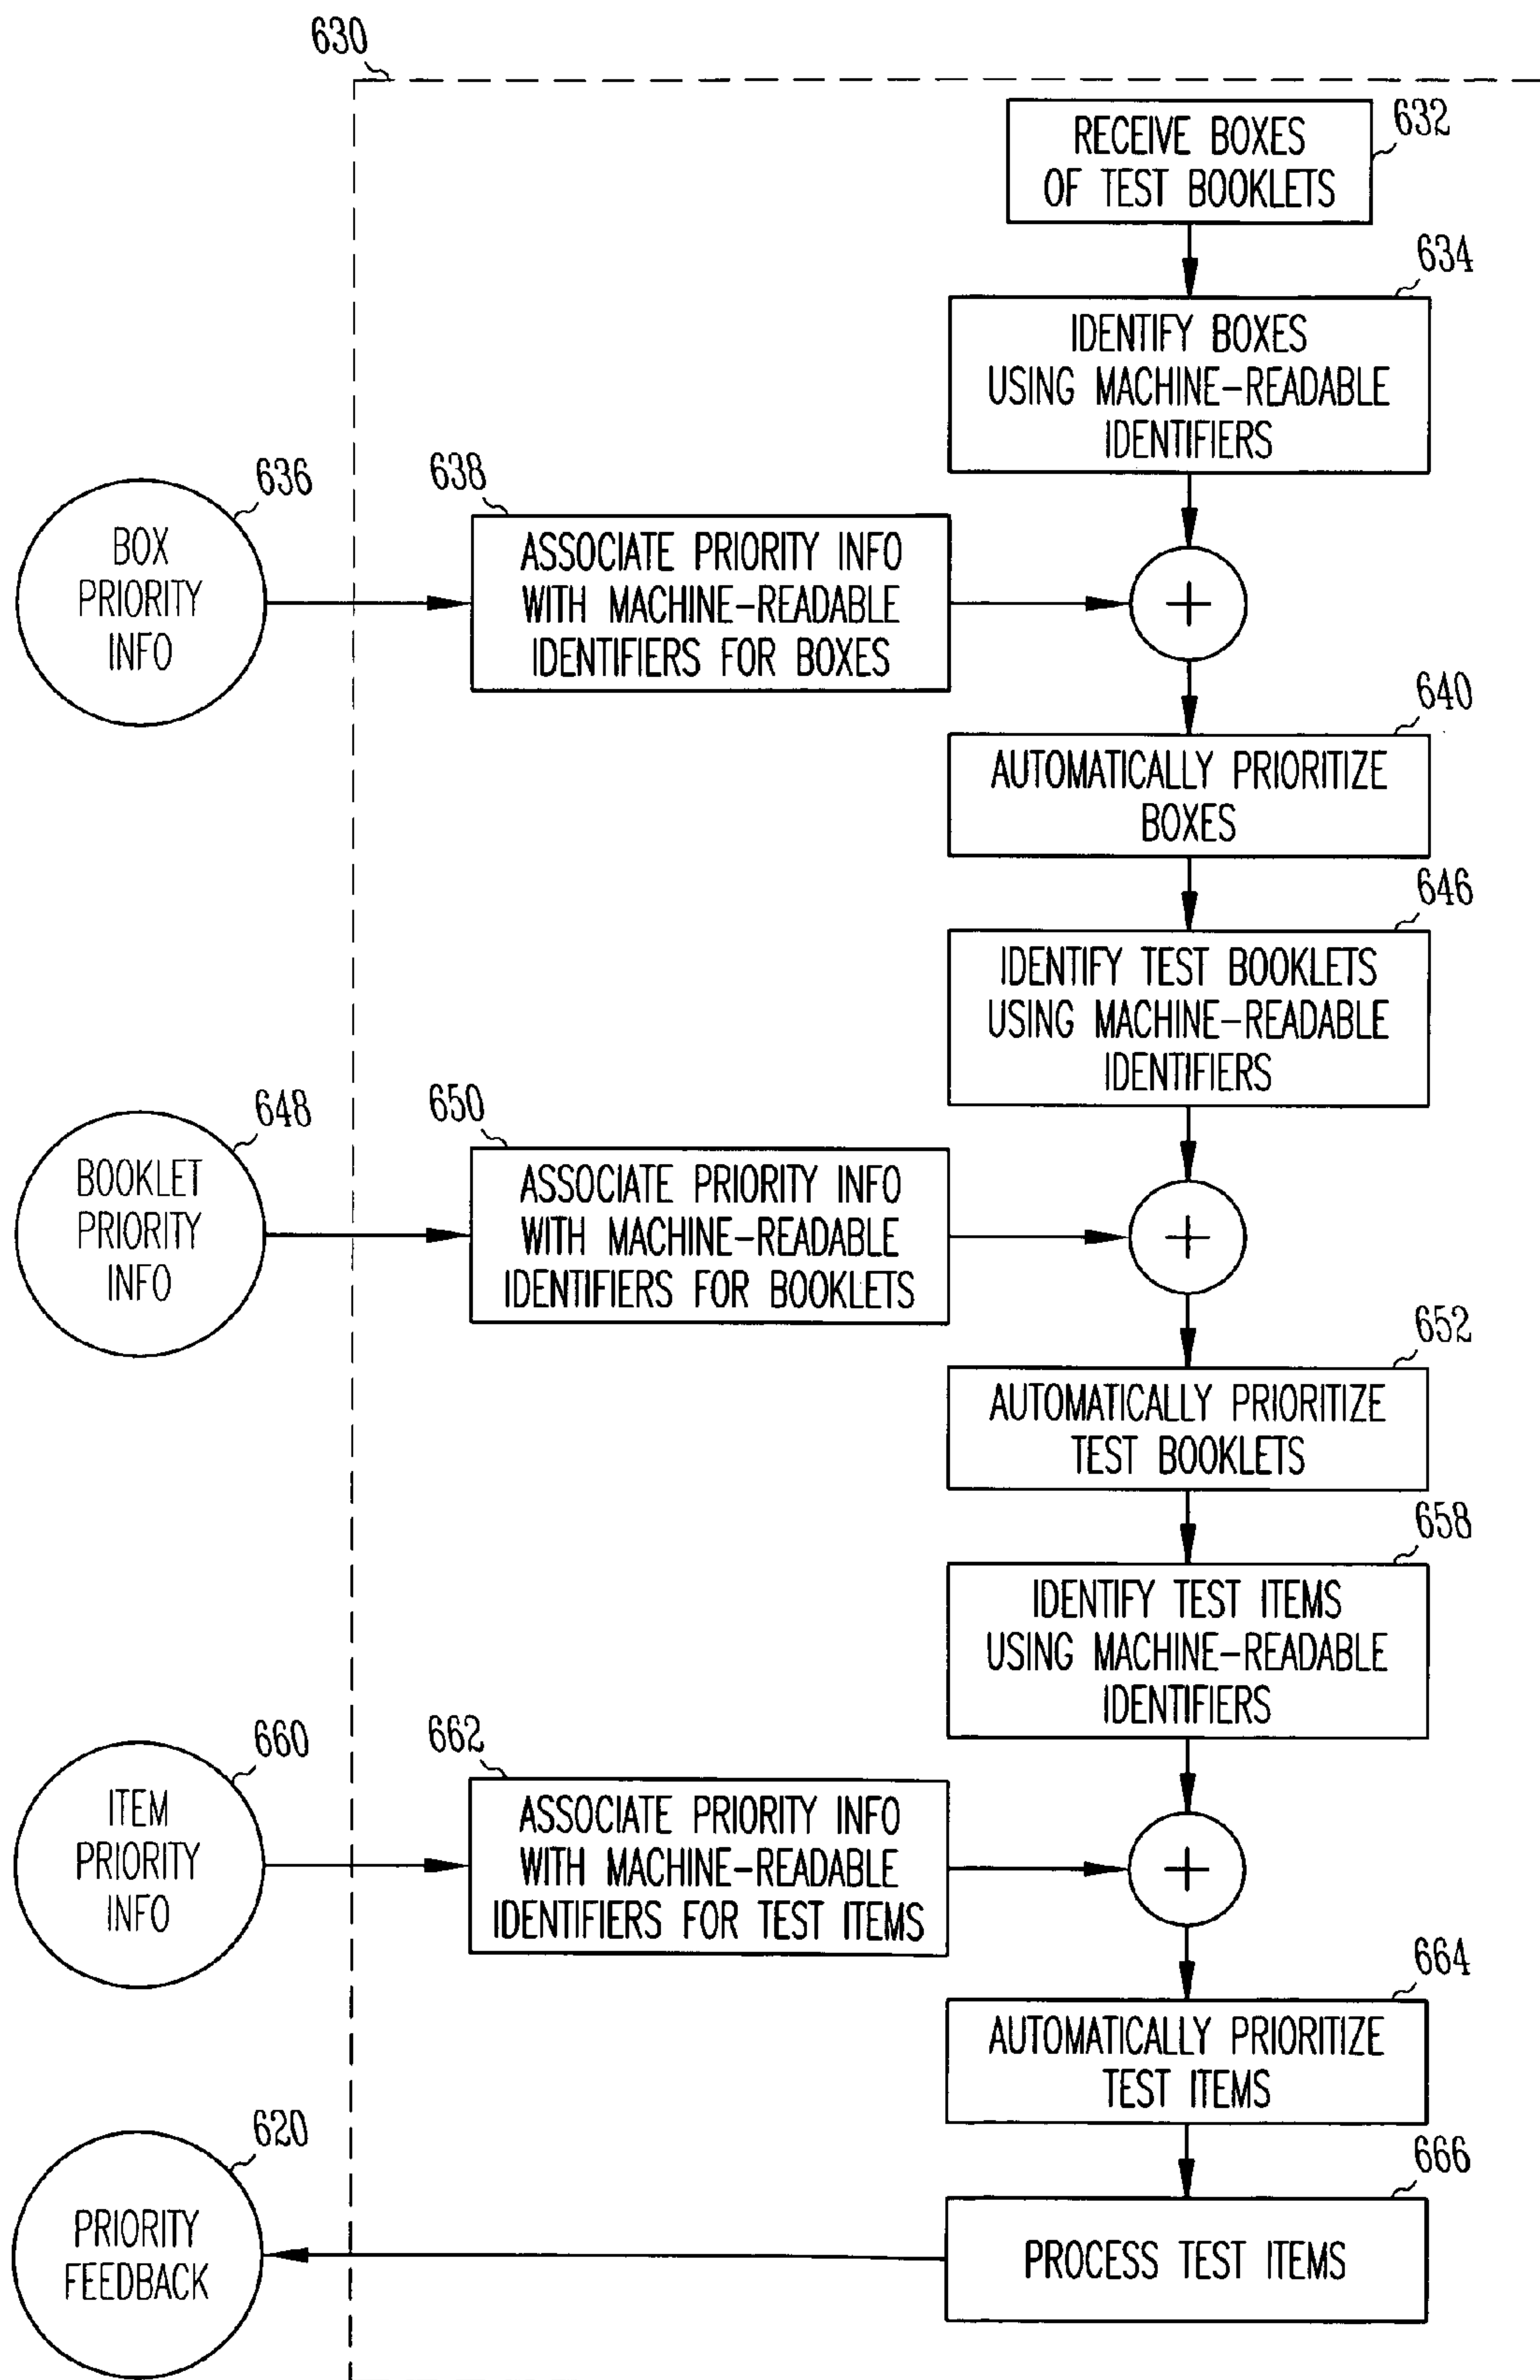 630
RECEIVE BOXES
OF TEST BOOKLETS
632
634
IDENTIFY BOXES
USING MACHINE-READABLE
IDENTIFIERS
636
BOX
PRIORITY
INFO
638
ASSOCIATE PRIORITY INFO
WITH MACHINE-READABLE
IDENTIFIERS FOR BOXES
+
640
AUTOMATICALLY PRIORITIZE
BOXES
646
IDENTIFY TEST BOOKLETS
USING MACHINE-READABLE
IDENTIFIERS
648
BOOKLET
PRIORITY
INFO
650
ASSOCIATE PRIORITY INFO
WITH MACHINE-READABLE
IDENTIFIERS FOR BOOKLETS
+
652
AUTOMATICALLY PRIORITIZE
TEST BOOKLETS
658
IDENTIFY TEST ITEMS
USING MACHINE-READABLE
IDENTIFIERS
660
ITEM
PRIORITY
INFO
662
ASSOCIATE PRIORITY INFO
WITH MACHINE-READABLE
IDENTIFIERS FOR TEST ITEMS
+
664
AUTOMATICALLY PRIORITIZE
TEST ITEMS
620
PRIORITY
FEEDBACK
666
PROCESS TEST ITEMS